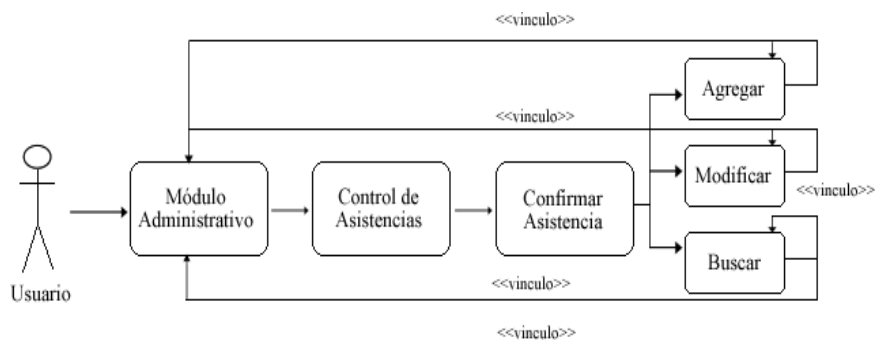 <<vinculo>>
Agregar
<<vinculo>>
Módulo
Administrativo
Control de
Asistencias
Confirmar
Asistencia
Modificar
<<vinculo>>
Buscar
Usuario
<<vinculo>>
<<vinculo>>